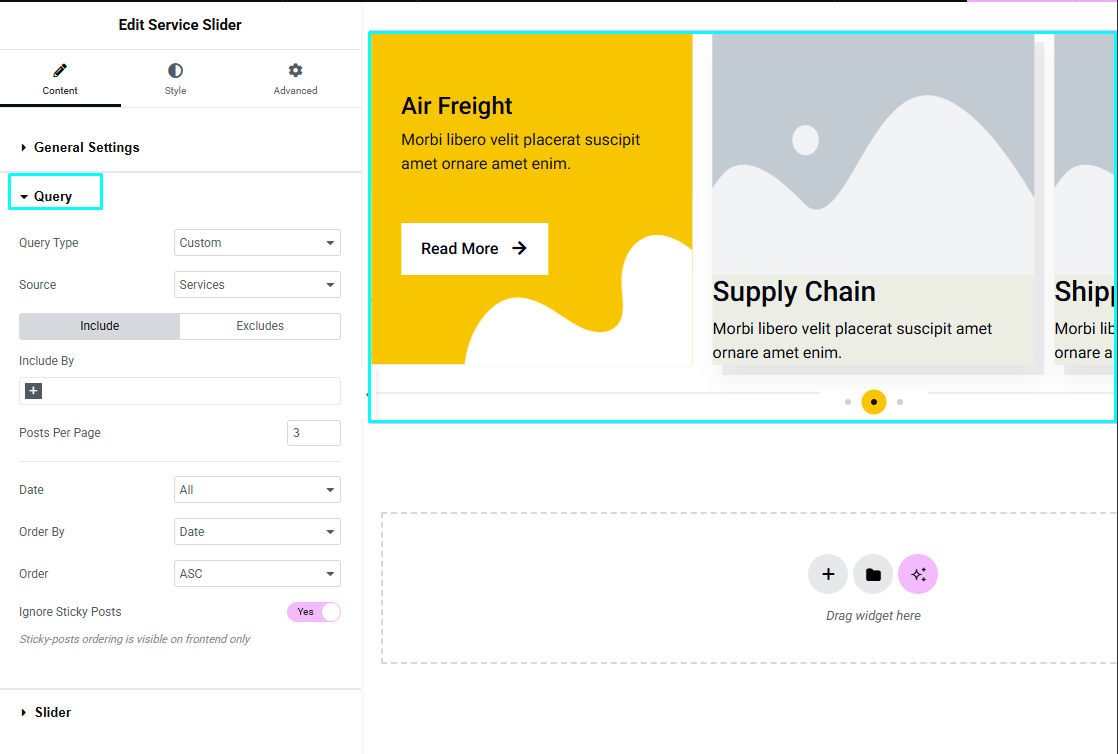 Edit Service Slider
Content
Style
Advanced
General Settings
Query
Query Type
Custom
Source
Services
Include
Excludes
Include By
Posts Per Page
3
Date
All
Order By
Date
Order
ASC
Ignore Sticky Posts
Yes
Sticky-posts ordering is visible on frontend only
Slider
Air Freight
Morbi libero velit placerat suscipit
amet ornare amet enim.
Read More
Supply Chain
Morbi libero velit placerat suscipit amet
ornare amet enim.
Shipp
Morbi lib
ornare a
Drag widget here